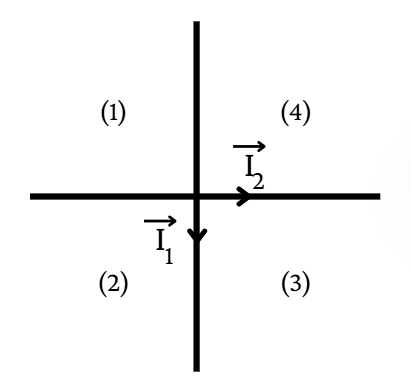 (1)
(4)
I₂
I₁
(2)
(3)